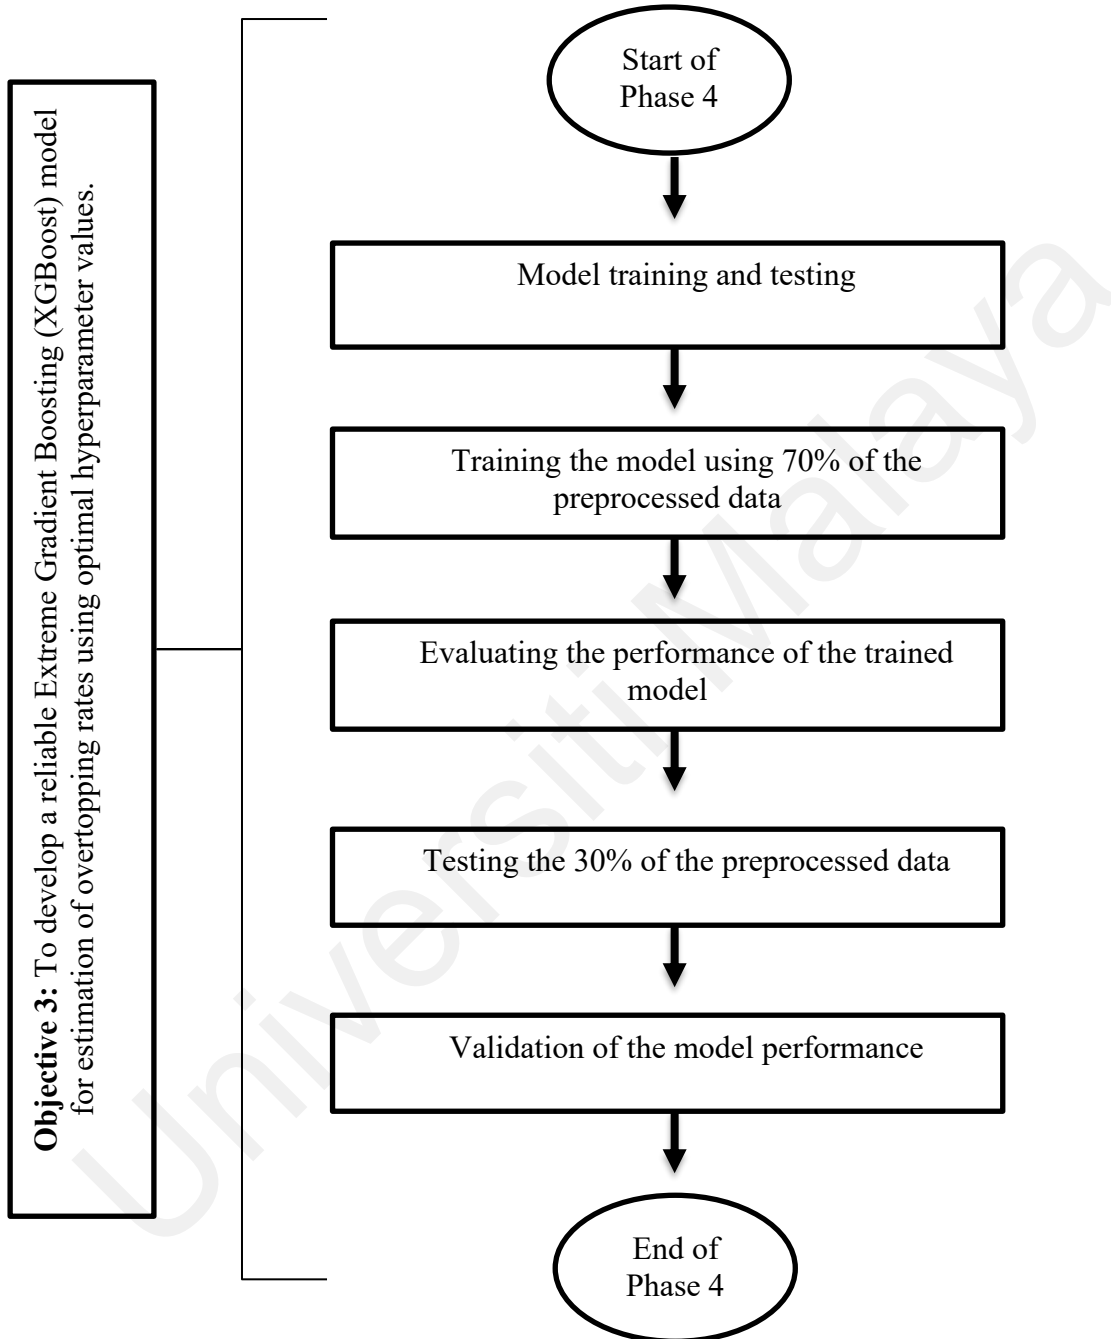 Objective 3: To develop a reliable Extreme Gradient Boosting (XGBoost) model
for estimation of overtopping rates using optimal hyperparameter values.
Start of
Phase 4
Model training and testing
Training the model using 70% of the
preprocessed data
Evaluating the performance of the trained
model
Testing the 30% of the preprocessed data
Validation of the model performance
End of
Phase 4
Universiti Malaya